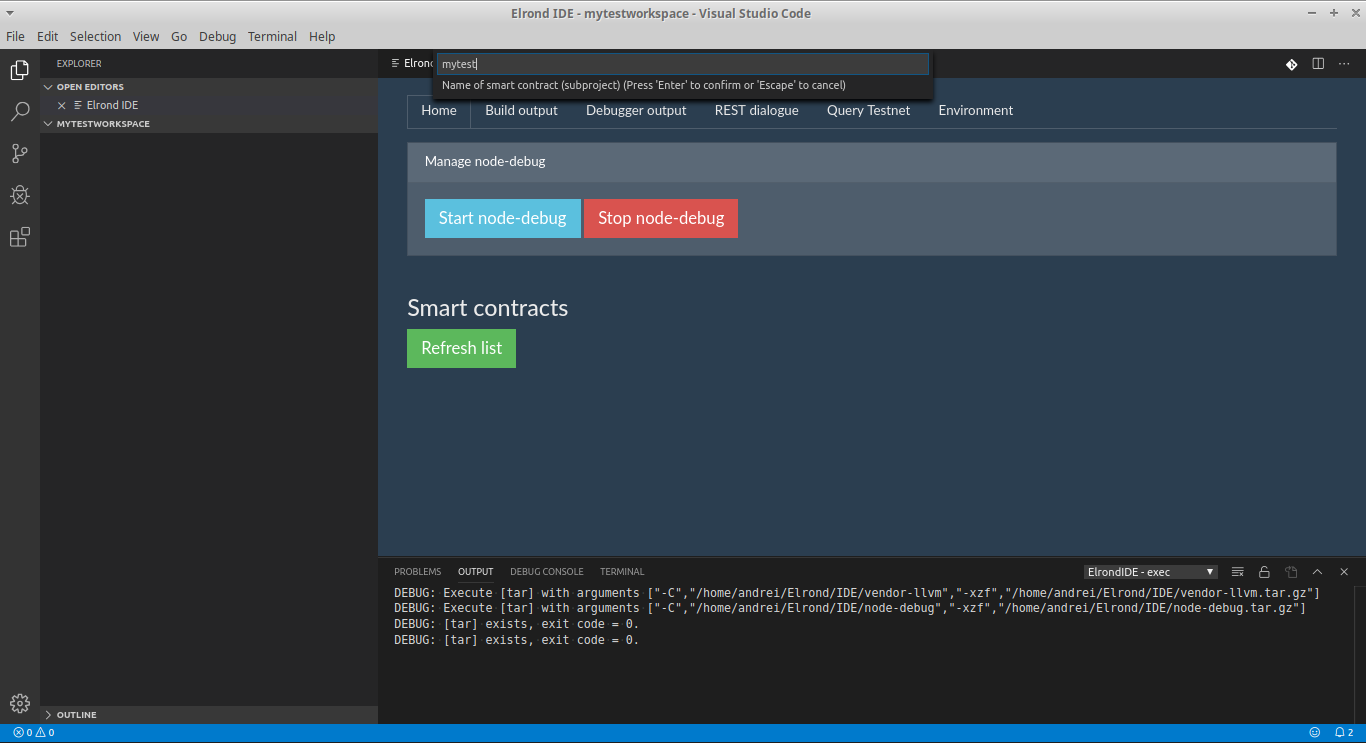 Elrond IDE - mytestworkspace - Visual Studio Code
File Edit Selection View Go Debug Terminal Help
EXPLORER
OPEN EDITORS
Elrond IDE
MYTESTWORKSPACE
OUTLINE
Elrond
mytest
Name of smart contract (subproject) (Press 'Enter' to confirm or 'Escape' to cancel)
Home Build output Debugger output REST dialogue Query Testnet Environment
Manage node-debug
Start node-debug Stop node-debug
Smart contracts
Refresh list
PROBLEMS OUTPUT DEBUG CONSOLE TERMINAL ElrondIDE - exec
DEBUG: Execute [tar] with arguments ["-C","/home/andrei/Elrond/IDE/vendor-llvm","-xzf","/home/andrei/Elrond/IDE/vendor-llvm.tar.gz"]
DEBUG: Execute [tar] with arguments ["-C","/home/andrei/Elrond/IDE/node-debug","-xzf","/home/andrei/Elrond/IDE/node-debug.tar.gz"]
DEBUG: [tar] exists, exit code = 0.
DEBUG: [tar] exists, exit code = 0.
0 0 2